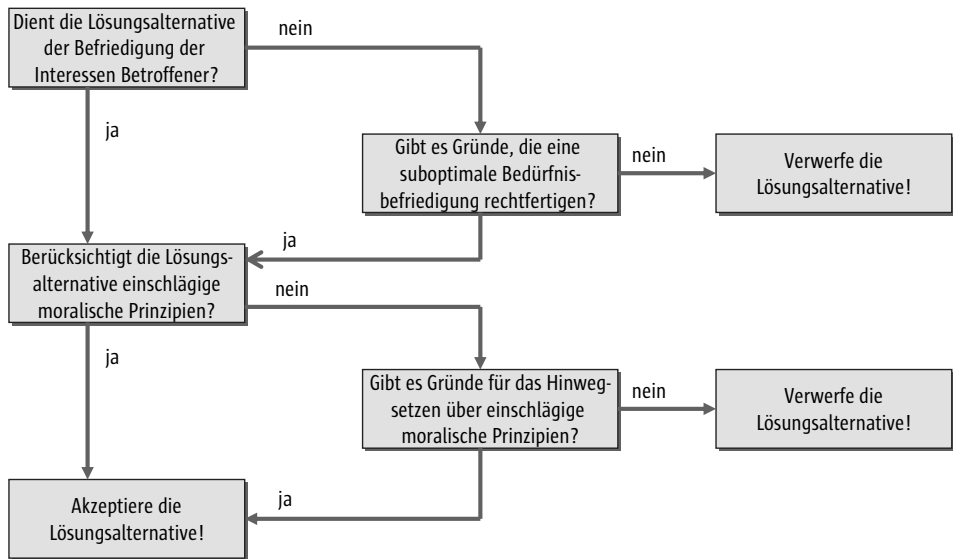 Dient die Lösungsalternative
der Befriedigung der
Interessen Betroffener?
nein
ja
Gibt es Gründe, die eine
suboptimale Bedürfnis-
befriedigung rechtfertigen?
nein
Verwerfe die
Lösungsalternative!
ja
Berücksichtigt die Lösungs-
alternative einschlägige
moralische Prinzipien?
nein
ja
Gibt es Gründe für das Hinweg-
setzen über einschlägige
moralische Prinzipien?
nein
Verwerfe die
Lösungsalternative!
ja
Akzeptiere die
Lösungsalternative!